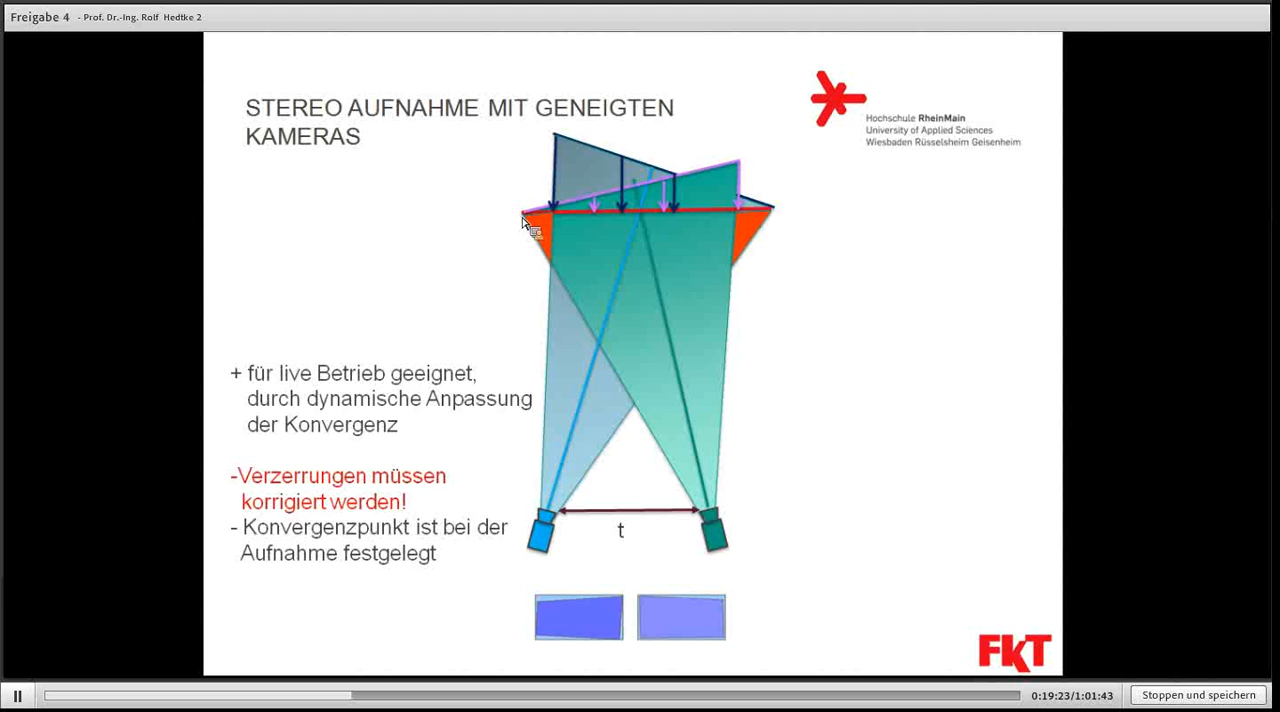 Freigabe 4 - Prof. Dr.-Ing. Rolf Hedtke 2
STEREO AUFNAHME MIT GENEIGTEN
KAMERAS
Hochschule RheinMain
University of Applied Sciences
Wiesbaden Rüsselsheim Geisenheim
+ für live Betrieb geeignet,
durch dynamische Anpassung
der Konvergenz
-Verzerrungen müssen
korrigiert werden!
- Konvergenzpunkt ist bei der
Aufnahme festgelegt
t
FKT
0:19:23/1:01:43
Stoppen und speichern